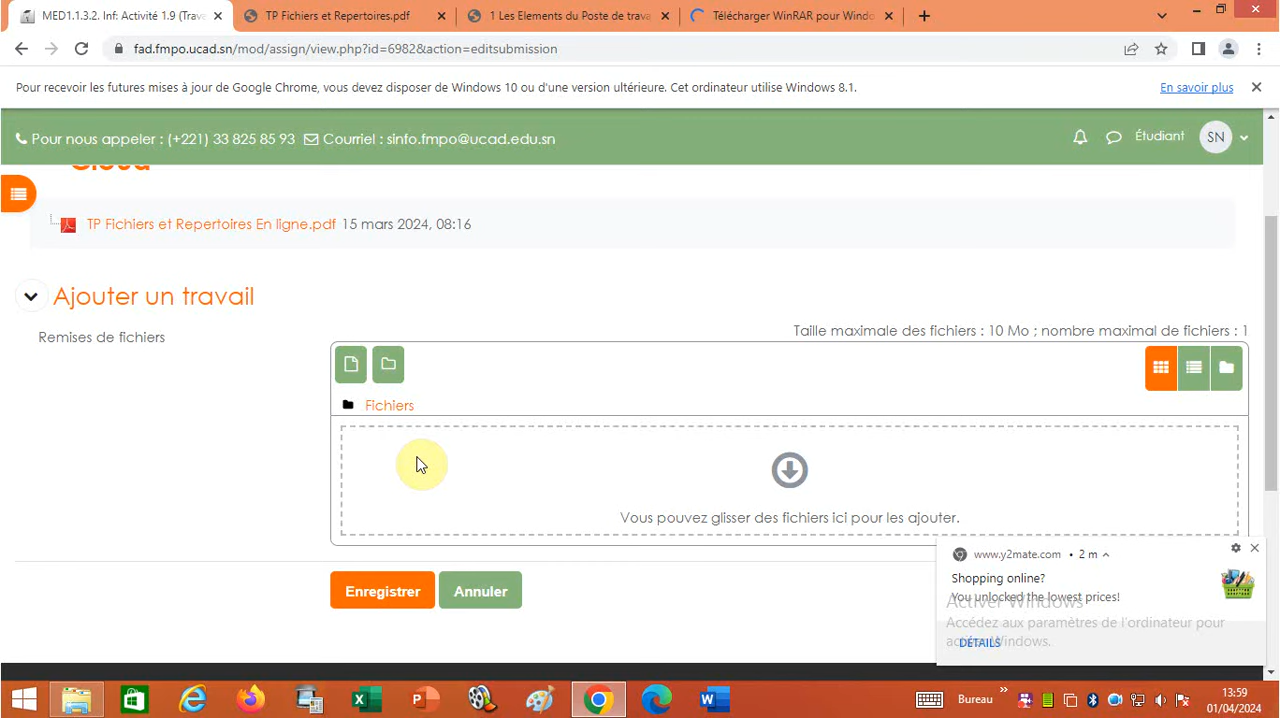 MED1.1.3.2. Inf: Activité 1.9 (Trav
TP Fichiers et Repertoires.pdf
1 Les Elements du Poste de trava
Télécharger WinRAR pour Windo
fad.fmpo.ucad.sn/mod/assign/view.php?id=6982&action=editsubmission
Pour recevoir les futures mises à jour de Google Chrome, vous devez disposer de Windows 10 ou d'une version ultérieure. Cet ordinateur utilise Windows 8.1.
En savoir plus
Pour nous appeler : (+221) 33 825 85 93 Courriel : sinfo.fmpo@ucad.edu.sn
Étudiant
SN
Cloud
TP Fichiers et Repertoires En ligne.pdf 15 mars 2024, 08:16
Ajouter un travail
Remises de fichiers
Taille maximale des fichiers : 10 Mo ; nombre maximal de fichiers : 1
Fichiers
Vous pouvez glisser des fichiers ici pour les ajouter.
Enregistrer
Annuler
www.y2mate.com • 2 m
Shopping online?
You unlocked the lowest prices!
Activer Windows
Accédez aux paramètres de l'ordinateur pour
activer Windows.
DÉTAILS
Bureau
13:59
01/04/2024